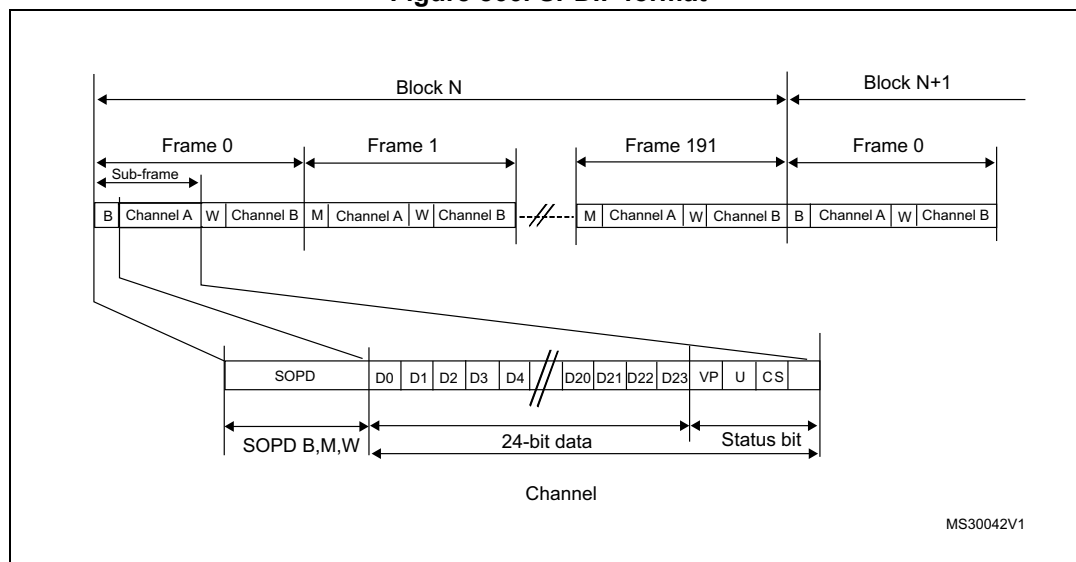 Block N Block N+1
Frame 0 Frame 1 Frame 191 Frame 0
Sub-frame
B Channel A W Channel B M Channel A W Channel B M Channel A W Channel B B Channel A W Channel B
SOPD D0 D1 D2 D3 D4 D20 D21 D22 D23 VP U CS
SOPD B,M,W 24-bit data Status bit
Channel
MS30042V1